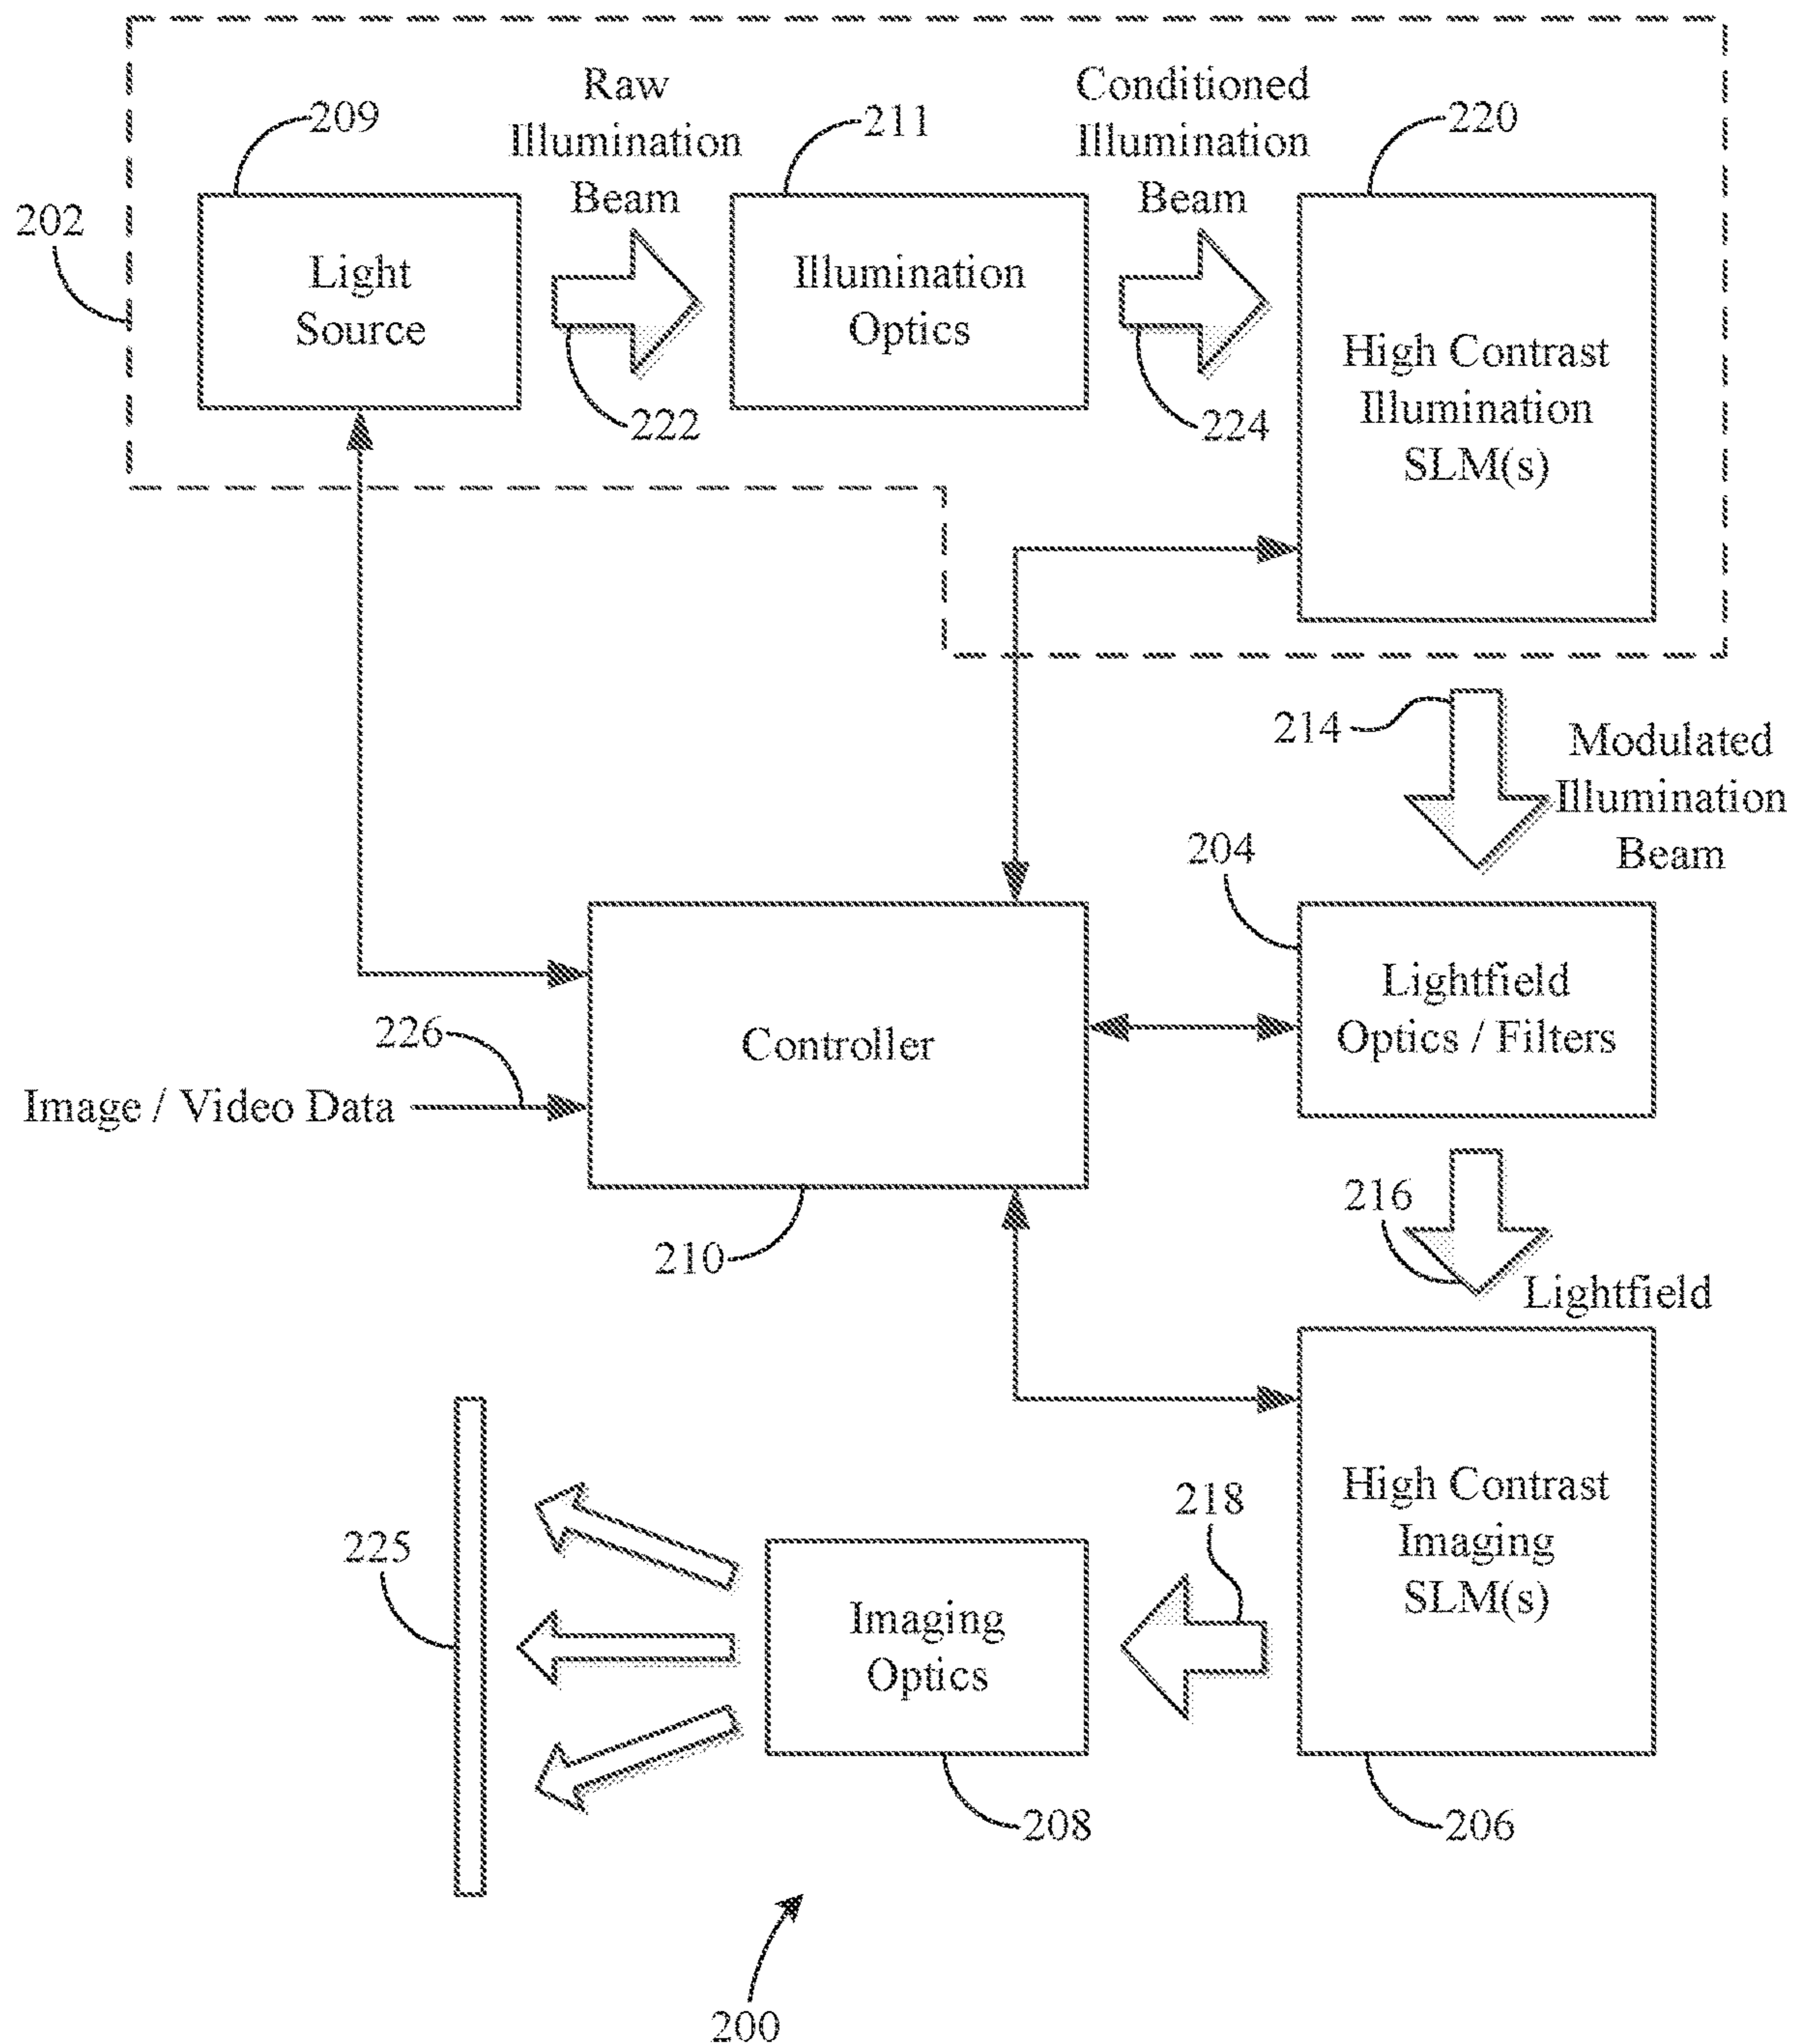 Raw
Illumination
Beam
Conditioned
Illumination
Beam
209
211
220
202
Light
Source
Illumination
Optics
High Contrast
Illumination
SLM(s)
222
224
214
Modulated
Illumination
Beam
204
Lightfield
Optics / Filters
226
Controller
Image / Video Data
210
216
Lightfield
High Contrast
Imaging
SLM(s)
218
225
Imaging
Optics
208
206
200